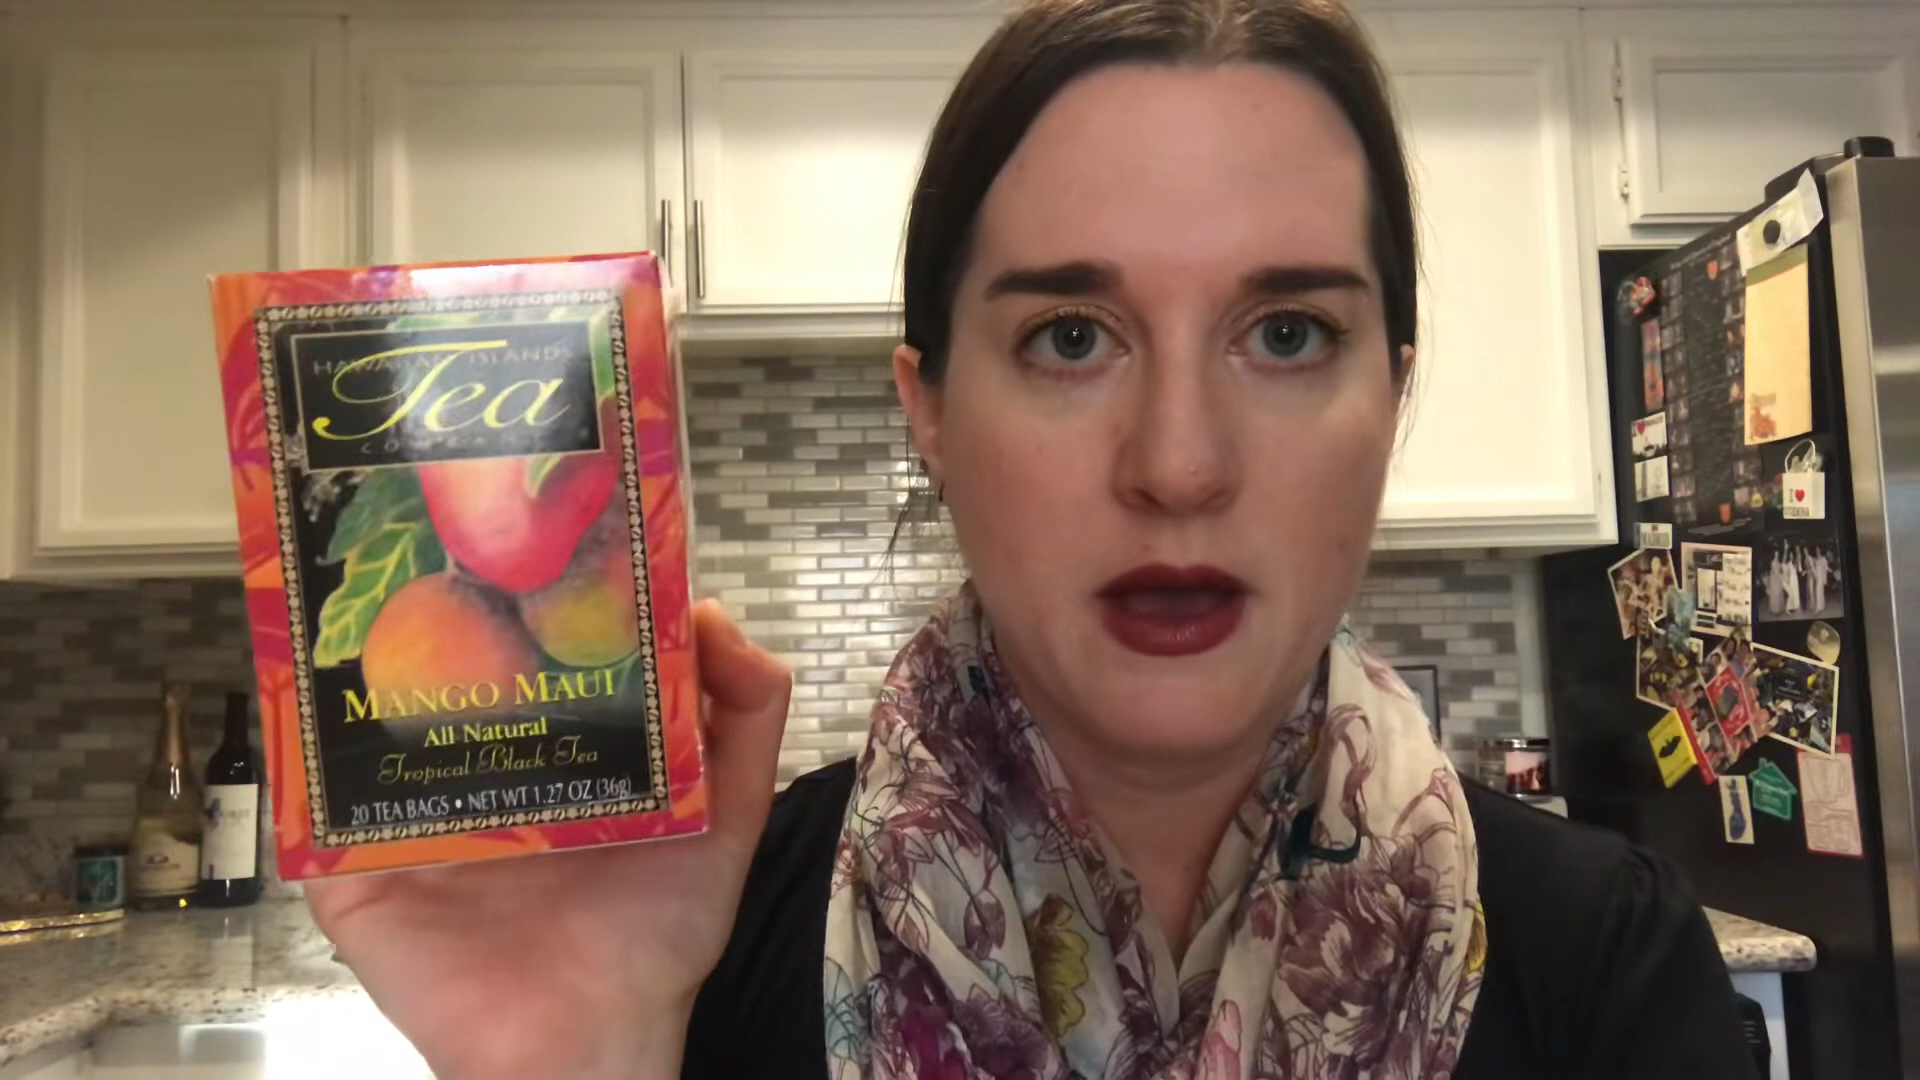 HAWAIIAN ISLANDS
Tea
COMPANY
MANGO MAUI
All Natural
Tropical Black Tea
20 TEA BAGS • NET WT 1.27 OZ (36g)
I ♥